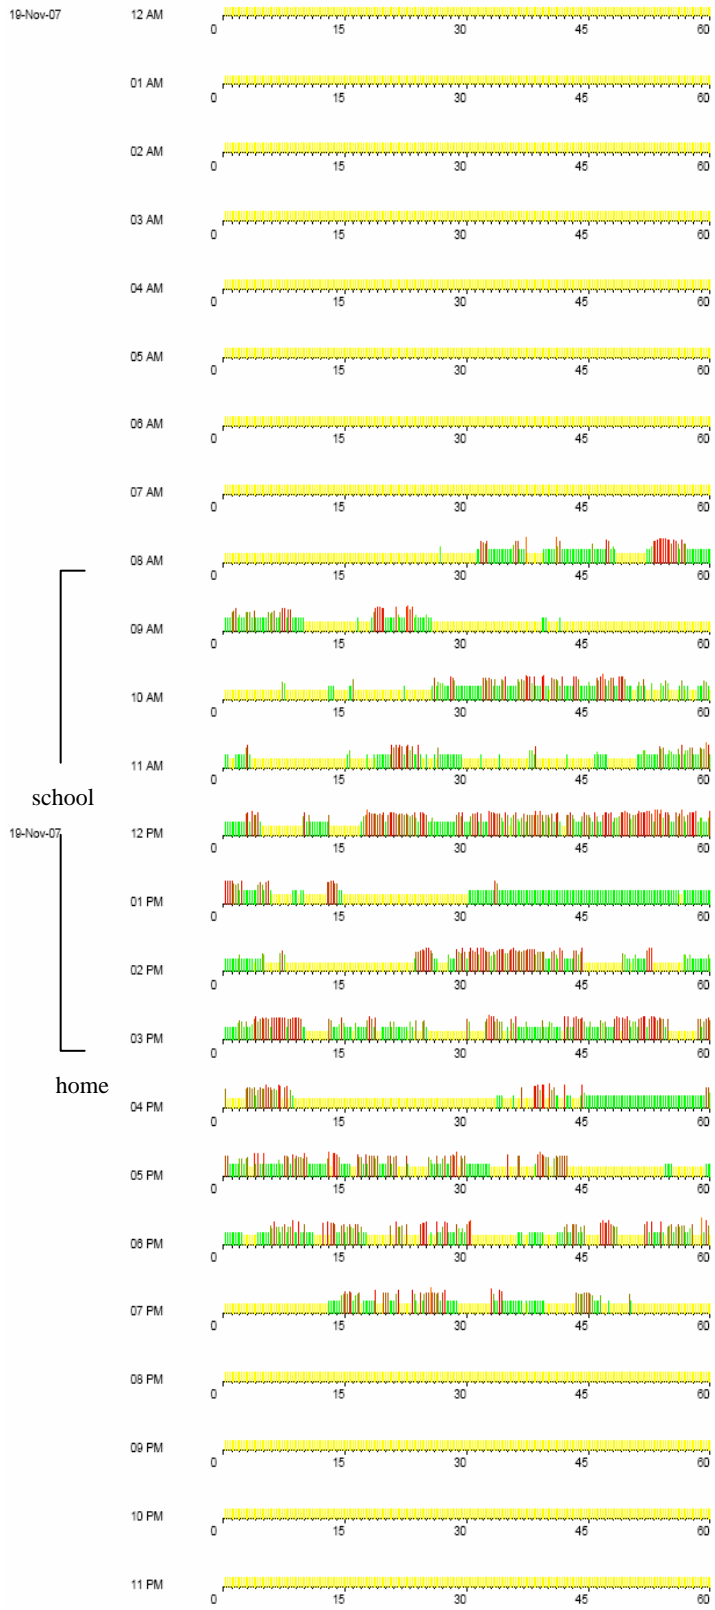 19-Nov-07 12 AM
0 15 30 45 60
01 AM
0 15 30 45 60
02 AM
0 15 30 45 60
03 AM
0 15 30 45 60
04 AM
0 15 30 45 60
05 AM
0 15 30 45 60
06 AM
0 15 30 45 60
07 AM
0 15 30 45 60
08 AM
0 15 30 45 60
09 AM
0 15 30 45 60
10 AM
0 15 30 45 60
11 AM
0 15 30 45 60
school
19-Nov-07 12 PM
0 15 30 45 60
01 PM
0 15 30 45 60
02 PM
0 15 30 45 60
03 PM
0 15 30 45 60
home
04 PM
0 15 30 45 60
05 PM
0 15 30 45 60
06 PM
0 15 30 45 60
07 PM
0 15 30 45 60
08 PM
0 15 30 45 60
09 PM
0 15 30 45 60
10 PM
0 15 30 45 60
11 PM
0 15 30 45 60